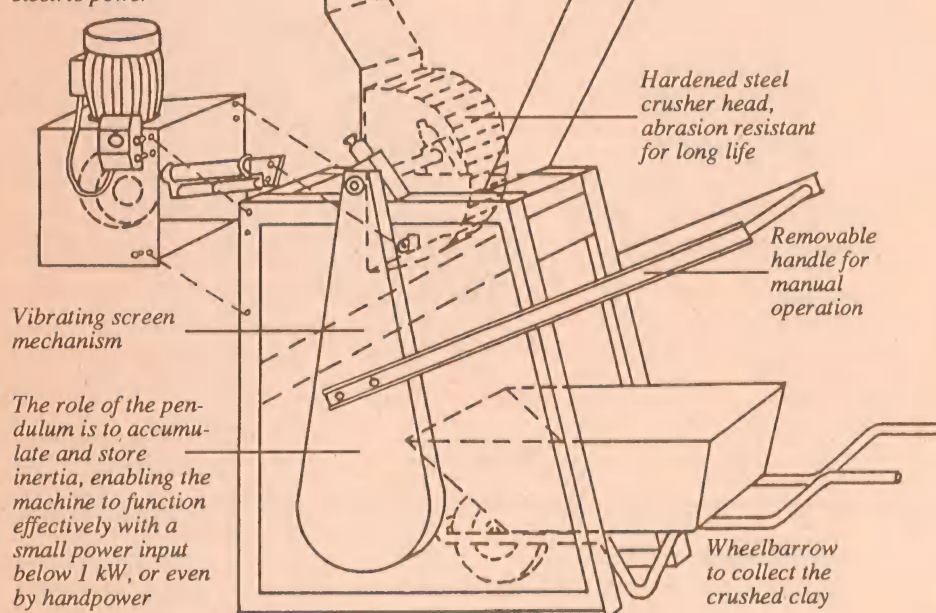 Hardened steel
crusher head,
abrasion resistant
for long life
Removable
handle for
manual
operation
Vibrating screen
mechanism
The role of the pen-
dulum is to accumu-
late and store
inertia, enabling the
machine to function
effectively with a
small power input
below 1 kW, or even
by handpower
Wheelbarrow
to collect the
crushed clay